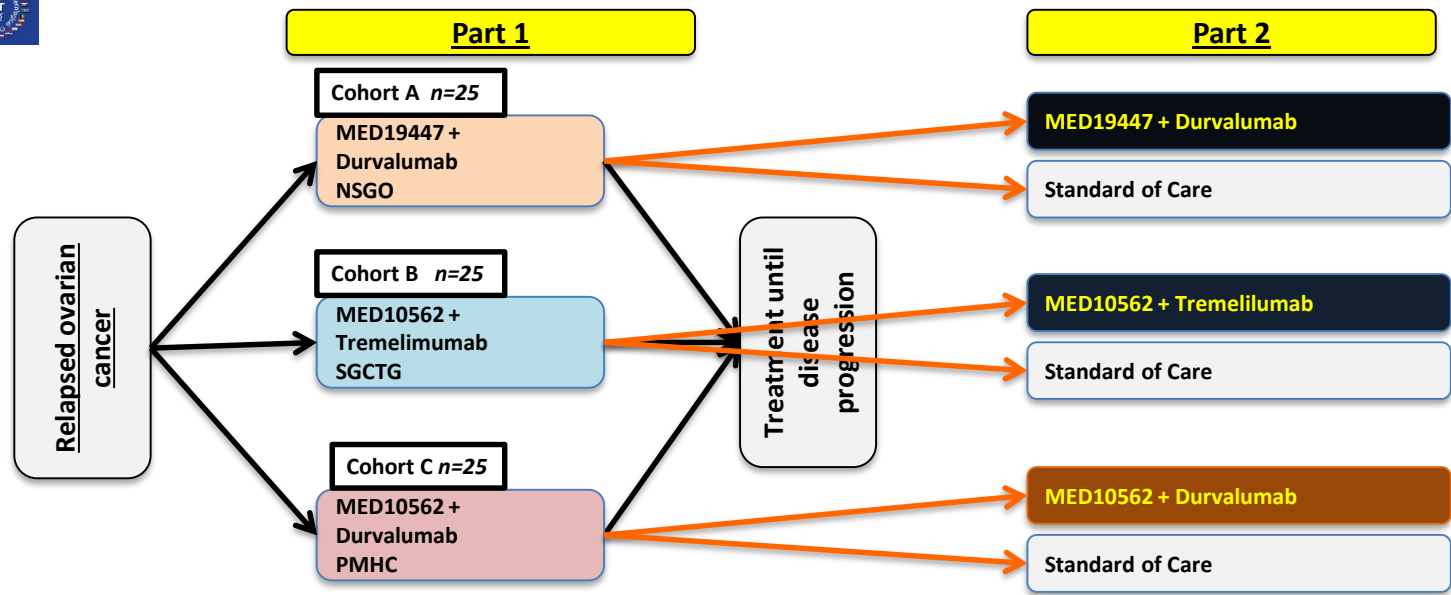 Part 1
Part 2
Cohort A n=25
MED19447 +
Durvalumab
NSGO
MED19447 + Durvalumab
Standard of Care
Relapsed ovarian
cancer
Cohort B n=25
MED10562 +
Tremelimumab
SGCTG
Treatment until
disease
progression
MED10562 + Tremelilumab
Standard of Care
Cohort C n=25
MED10562 +
Durvalumab
PMHC
MED10562 + Durvalumab
Standard of Care